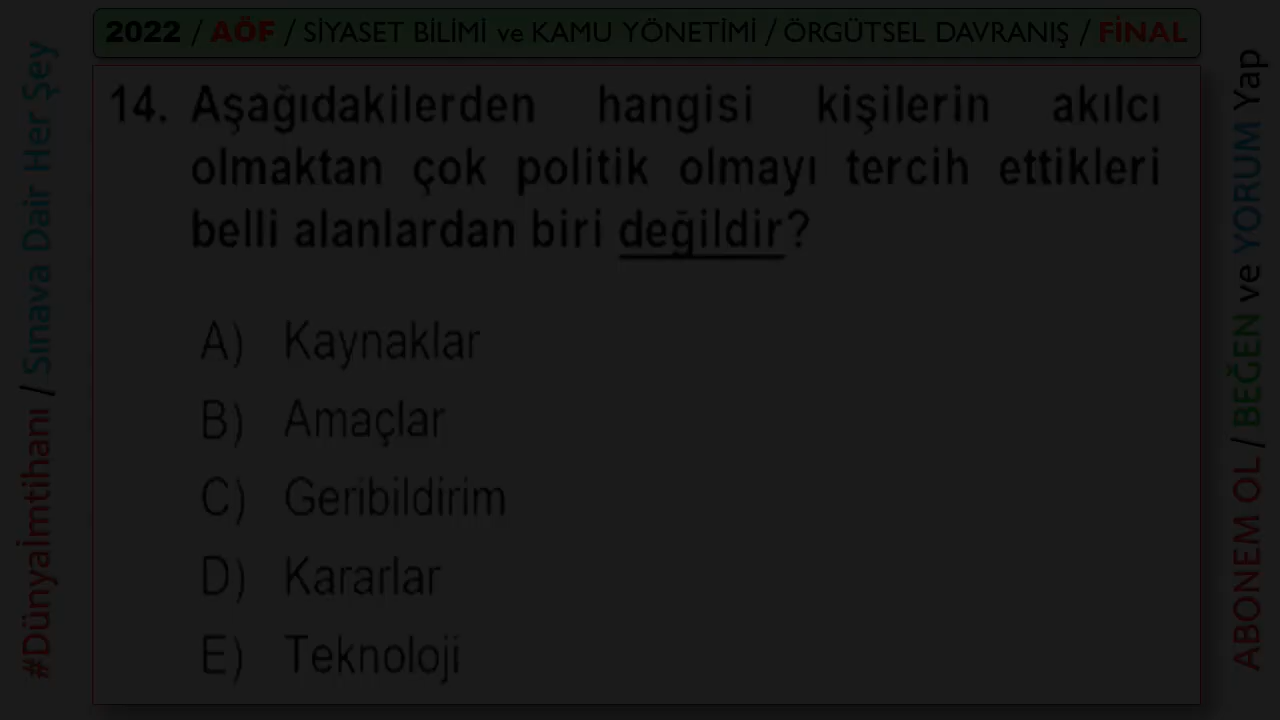 2022 / AÖF / SİYASET BİLİMİ ve KAMU YÖNETİMİ / ÖRGÜTSEL DAVRANIŞ / FİNAL
14. Aşağıdakilerden hangisi kişilerin akılcı
olmaktan çok politik olmayı tercih ettikleri
belli alanlardan biri değildir?
A) Kaynaklar
B) Amaçlar
C) Geribildirim
D) Kararlar
E) Teknoloji
#Dünyaimtihanı / Sınava Dair Her Şey
ABONEM OL / BEĞEN ve YORUM Yap